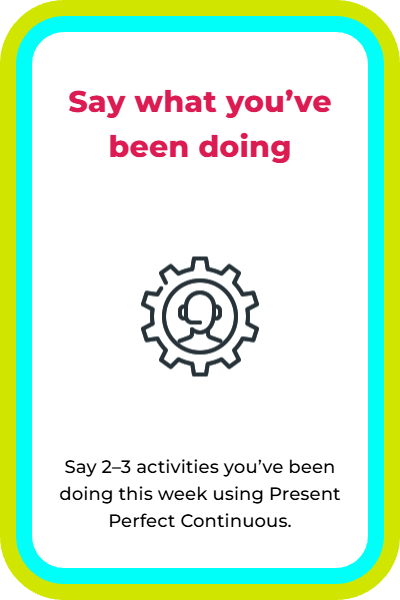 Say what you’ve
been doing
Say 2–3 activities you’ve been
doing this week using Present
Perfect Continuous.